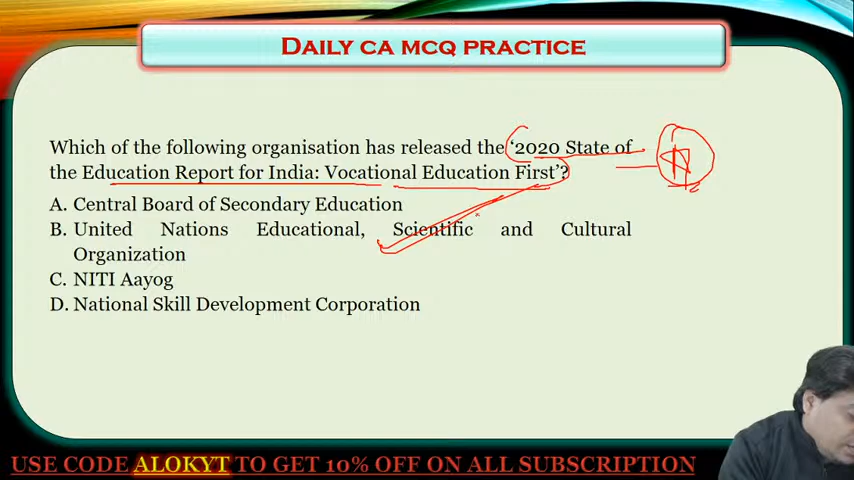 DAILY CA MCQ PRACTICE
Which of the following organisation has released the '2020 State of
the Education Report for India: Vocational Education First'?
A. Central Board of Secondary Education
B. United Nations Educational, Scientific and Cultural
Organization
C. NITI Aayog
D. National Skill Development Corporation
USE CODE ALOKYT TO GET 10% OFF ON ALL SUBSCRIPTION